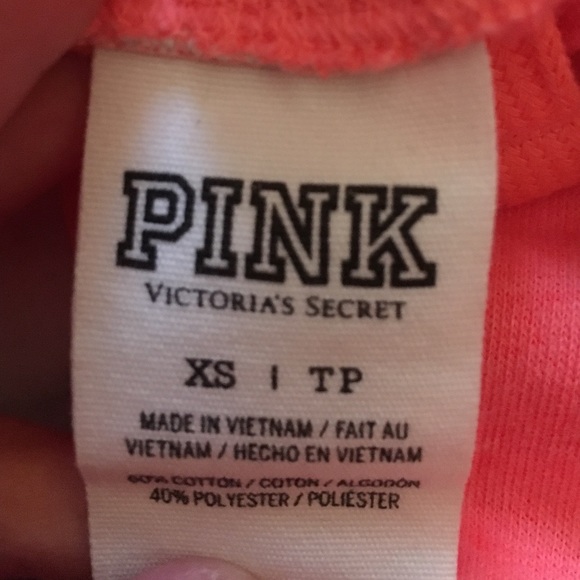 PINK
VICTORIA'S SECRET
XS | TP
MADE IN VIETNAM / FAIT AU
VIETNAM / HECHO EN VIETNAM
60% COTTON / COTON / ALGODÓN
40% POLYESTER / POLIÉSTER